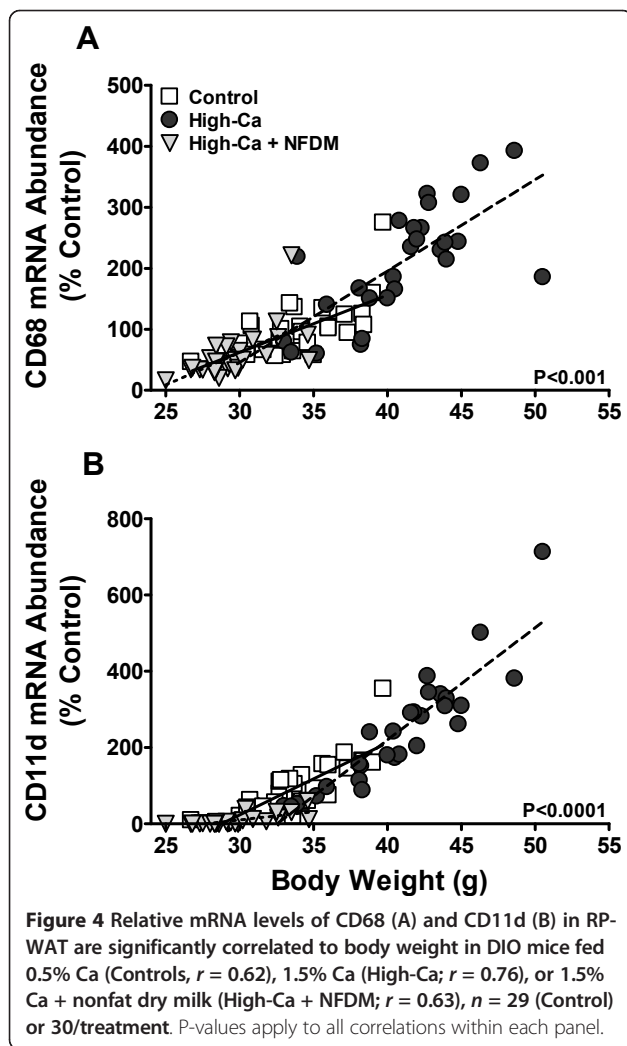 A
CD68 mRNA Abundance
(% Control)
500
400
300
200
100
0
Control
High-Ca
High-Ca + NFDM
P<0.001
25 30 35 40 45 50 55
B
CD11d mRNA Abundance
(% Control)
800
600
400
200
0
P<0.0001
25 30 35 40 45 50 55
Body Weight (g)
Figure 4 Relative mRNA levels of CD68 (A) and CD11d (B) in RP-
WAT are significantly correlated to body weight in DIO mice fed
0.5% Ca (Controls, r = 0.62), 1.5% Ca (High-Ca; r = 0.76), or 1.5%
Ca + nonfat dry milk (High-Ca + NFDM; r = 0.63), n = 29 (Control)
or 30/treatment. P-values apply to all correlations within each panel.